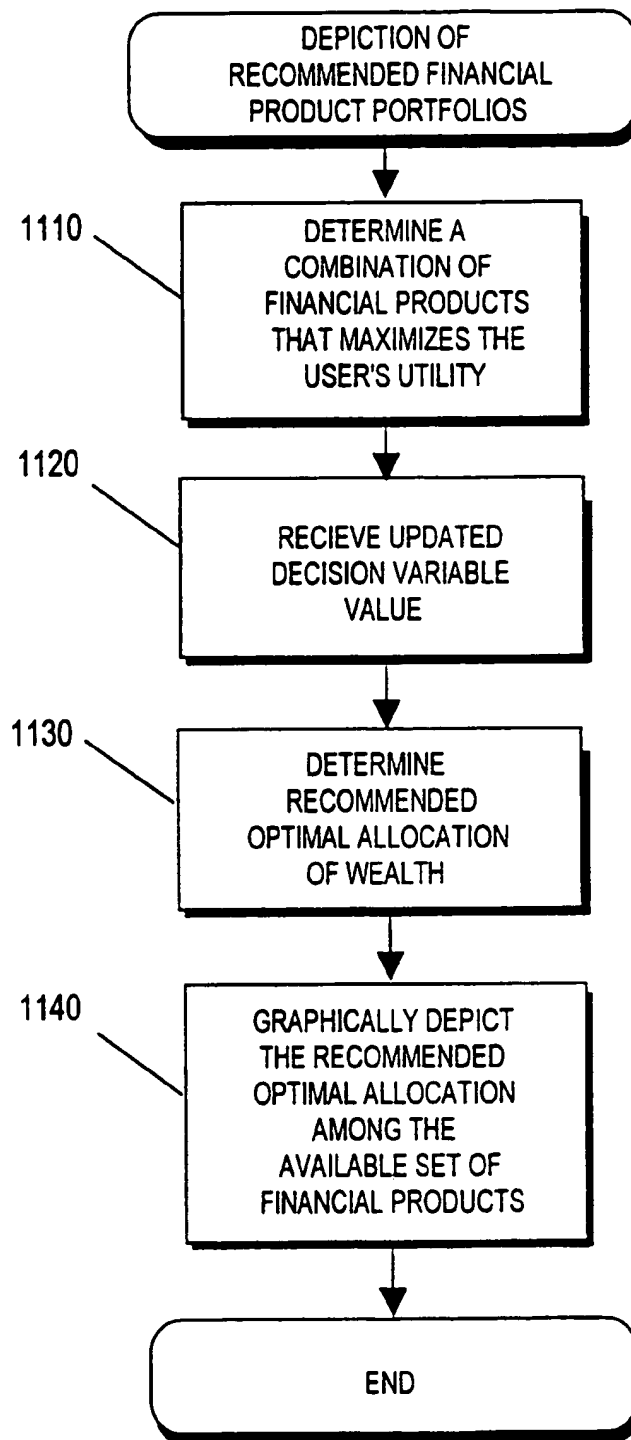 DEPICTION OF
RECOMMENDED FINANCIAL
PRODUCT PORTFOLIOS
1110
DETERMINE A
COMBINATION OF
FINANCIAL PRODUCTS
THAT MAXIMIZES THE
USER'S UTILITY
1120
RECIEVE UPDATED
DECISION VARIABLE
VALUE
1130
DETERMINE
RECOMMENDED
OPTIMAL ALLOCATION
OF WEALTH
1140
GRAPHICALLY DEPICT
THE RECOMMENDED
OPTIMAL ALLOCATION
AMONG THE
AVAILABLE SET OF
FINANCIAL PRODUCTS
END